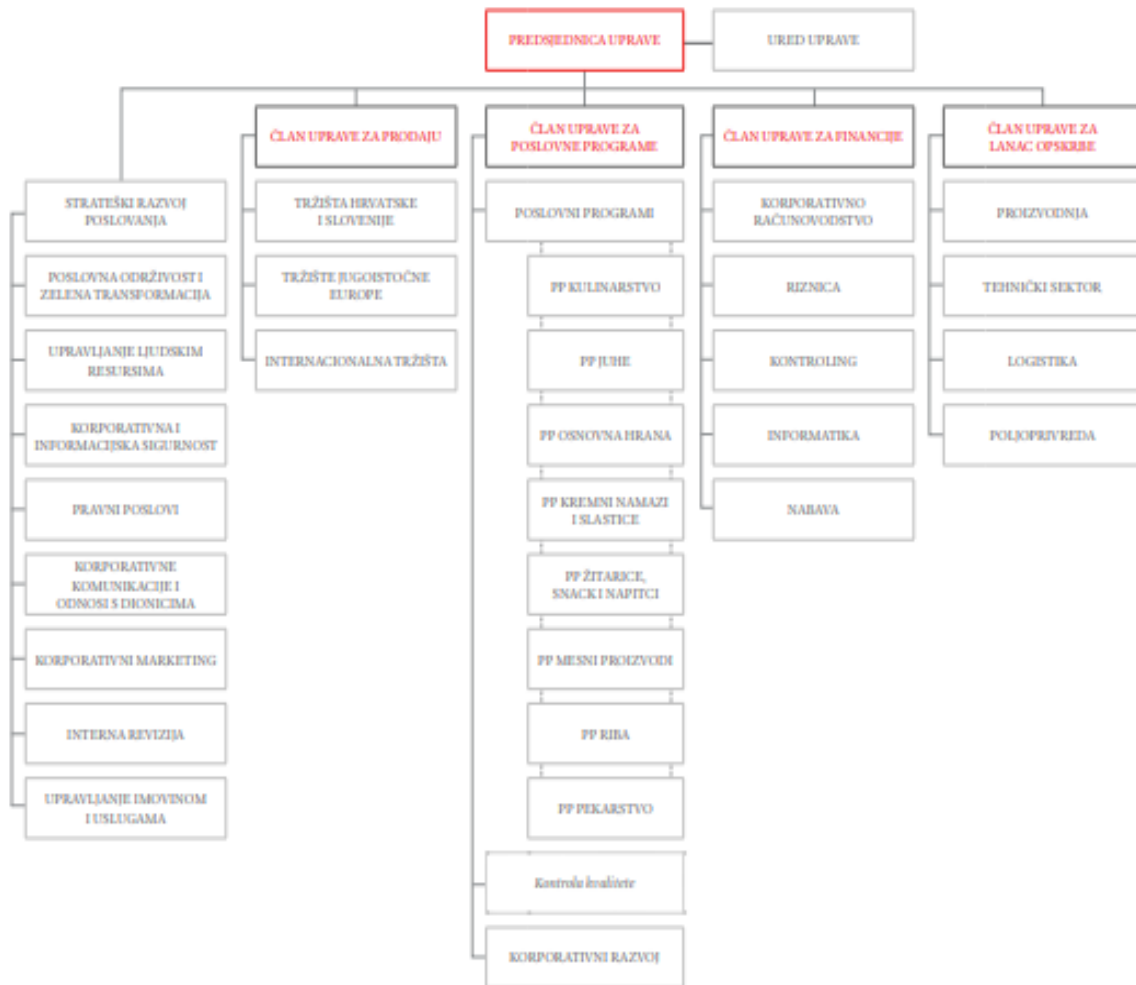 PREDSJEDNICA UPRAVE
URED UPRAVE
STRATEŠKI RAZVOJ
POSLOVANJA
POSLOVNA ODRŽIVOST I
ZELENA TRANSFORMACIJA
UPRAVLJANJE LJUDSKIM
RESURSIMA
KORPORATIVNA I
INFORMACIJSKA SIGURNOST
PRAVNI POSLOVI
KORPORATIVNE
KOMUNIKACIJE I
ODNOSI S DIONICIMA
KORPORATIVNI MARKETING
INTERNA REVIZIJA
UPRAVLJANJE IMOVINOM
I USLUGAMA
ČLAN UPRAVE ZA PRODAJU
TRŽIŠTA HRVATSKE
I SLOVENIJE
TRŽIŠTE JUGOISTOČNE
EUROPE
INTERNACIONALNA TRŽIŠTA
ČLAN UPRAVE ZA
POSLOVNE PROGRAME
POSLOVNI PROGRAMI
PP KULINARSTVO
PP JUHE
PP OSNOVNA HRANA
PP KREMNI NAMAZI
I SLASTICE
PP ŽITARICE,
SNACK I NAPITCI
PP MESNI PROIZVODI
PP RIBA
PP PEKARSTVO
Kontrola kvalitete
KORPORATIVNI RAZVOJ
ČLAN UPRAVE ZA FINANCIJE
KORPORATIVNO
RAČUNOVODSTVO
RIZNICA
KONTROLING
INFORMATIKA
NABAVA
ČLAN UPRAVE ZA
LANAC OPSKRBE
PROIZVODNJA
TEHNIČKI SEKTOR
LOGISTIKA
POLJOPRIVREDA